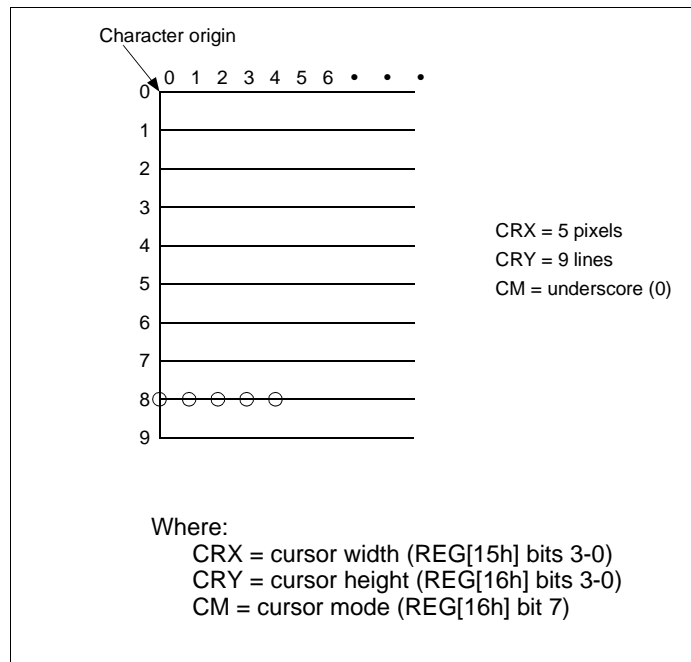 Character origin
0 1 2 3 4 5 6 • • •
0
1
2
3
CRX = 5 pixels
4
CRY = 9 lines
5
CM = underscore (0)
6
7
8
9
Where:
CRX = cursor width (REG[15h] bits 3-0)
CRY = cursor height (REG[16h] bits 3-0)
CM = cursor mode (REG[16h] bit 7)